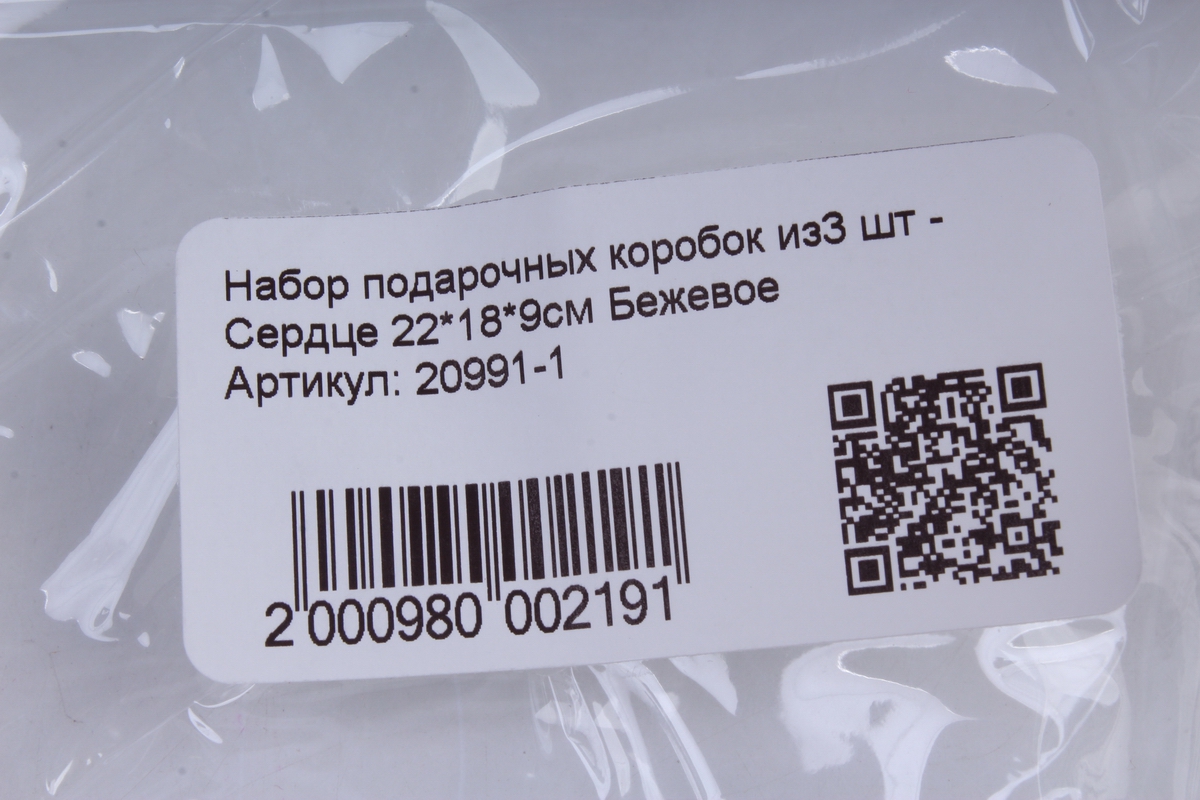 Набор подарочных коробок из3 шт -
Сердце 22*18*9см Бежевое
Артикул: 20991-1
2 000980 002191